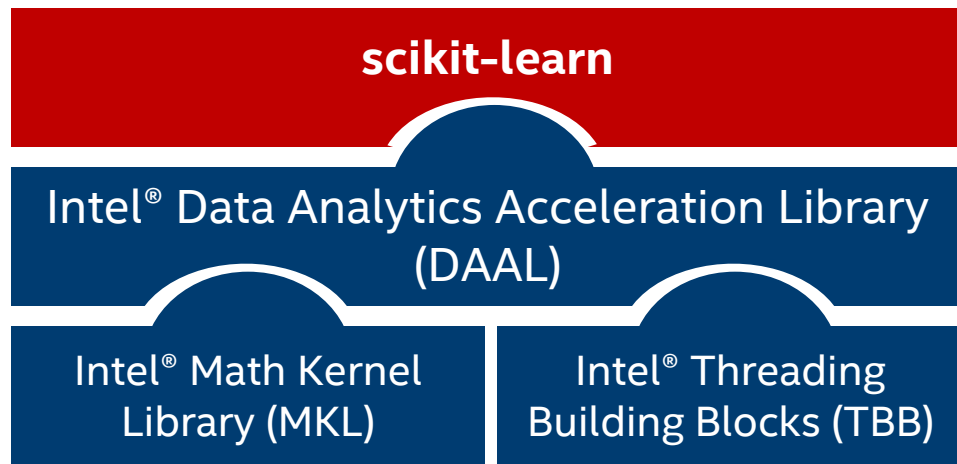 scikit-learn
Intel® Data Analytics Acceleration Library
(DAAL)
Intel® Math Kernel
Library (MKL)
Intel® Threading
Building Blocks (TBB)